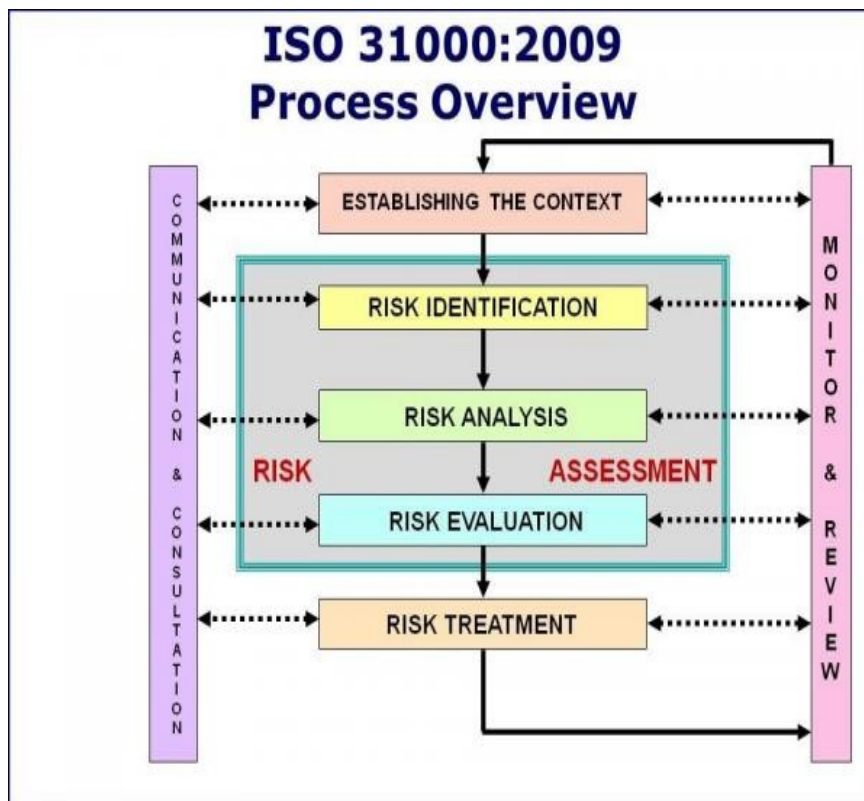 ISO 31000:2009
Process Overview
ESTABLISHING THE CONTEXT
RISK IDENTIFICATION
RISK ANALYSIS
RISK ASSESSMENT
RISK EVALUATION
RISK TREATMENT
COMMUNICATION & CONSULTATION
MONITOR & REVIEW